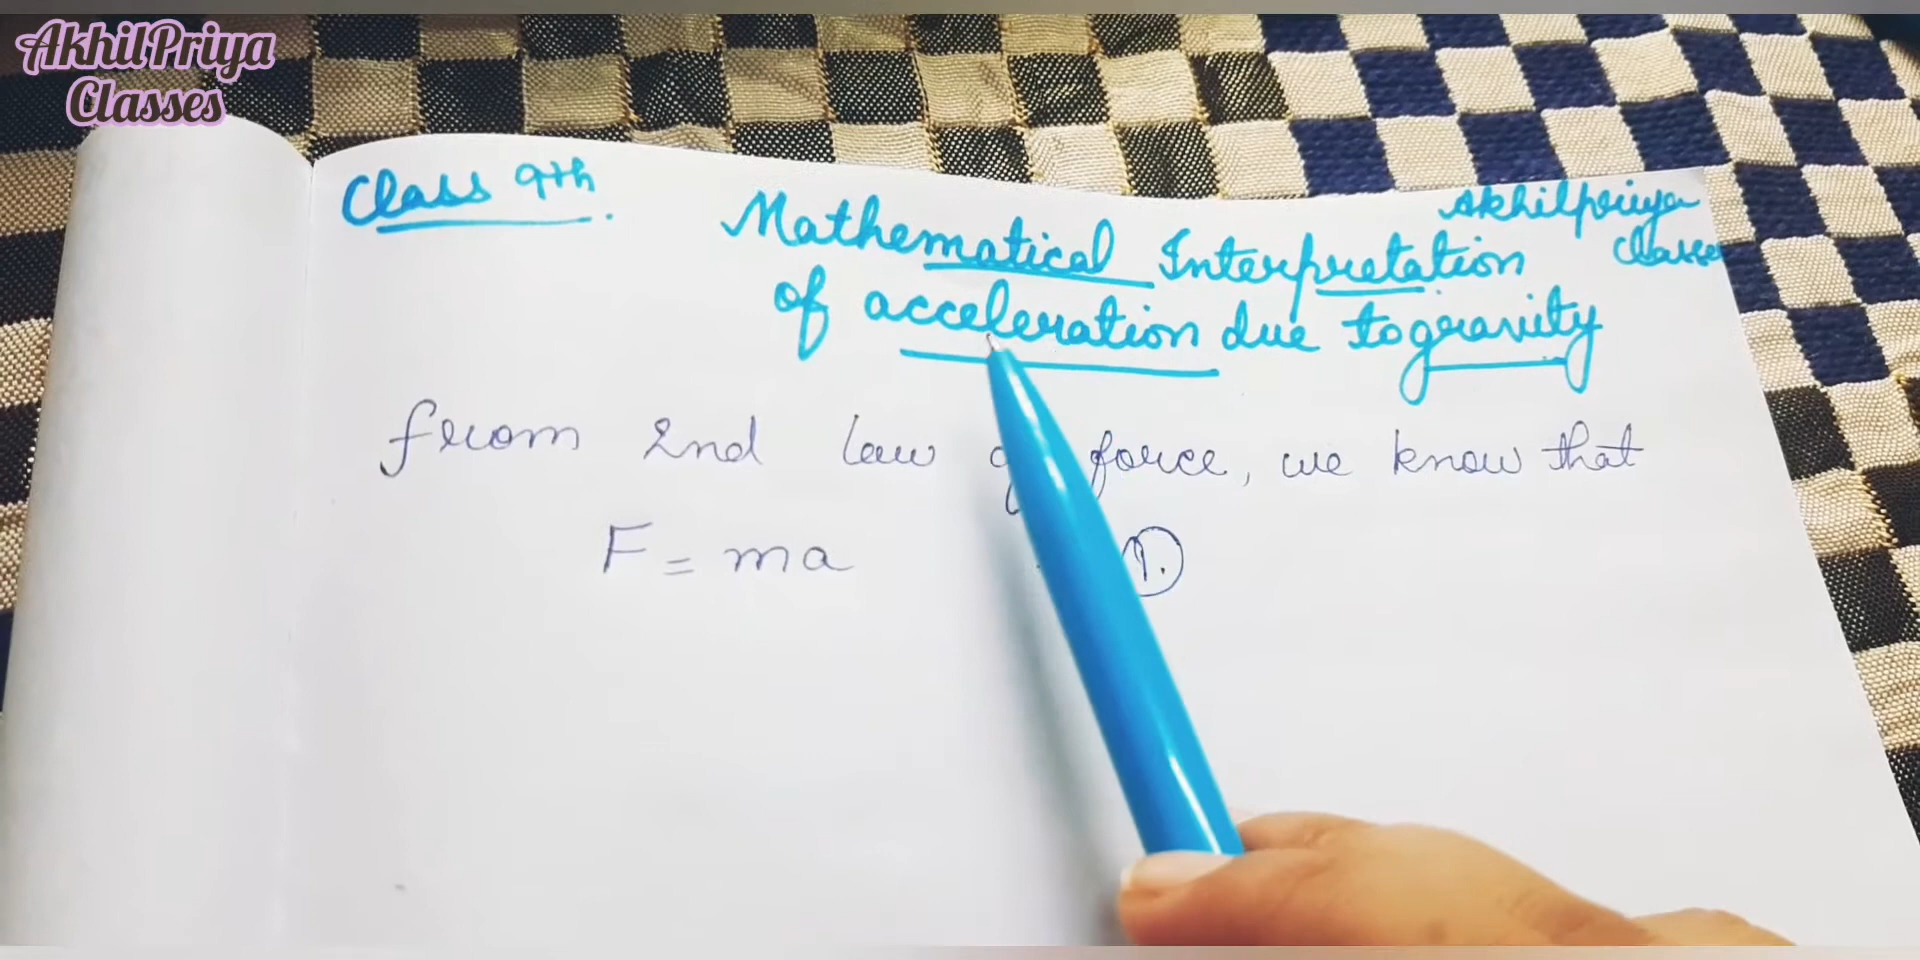 AkhilPriya
Classes
Class 9th
Akhilpriya
Classes
Mathematical Interpretation
of acceleration due to gravity
from 2nd law of force, we know that
F = ma
1.